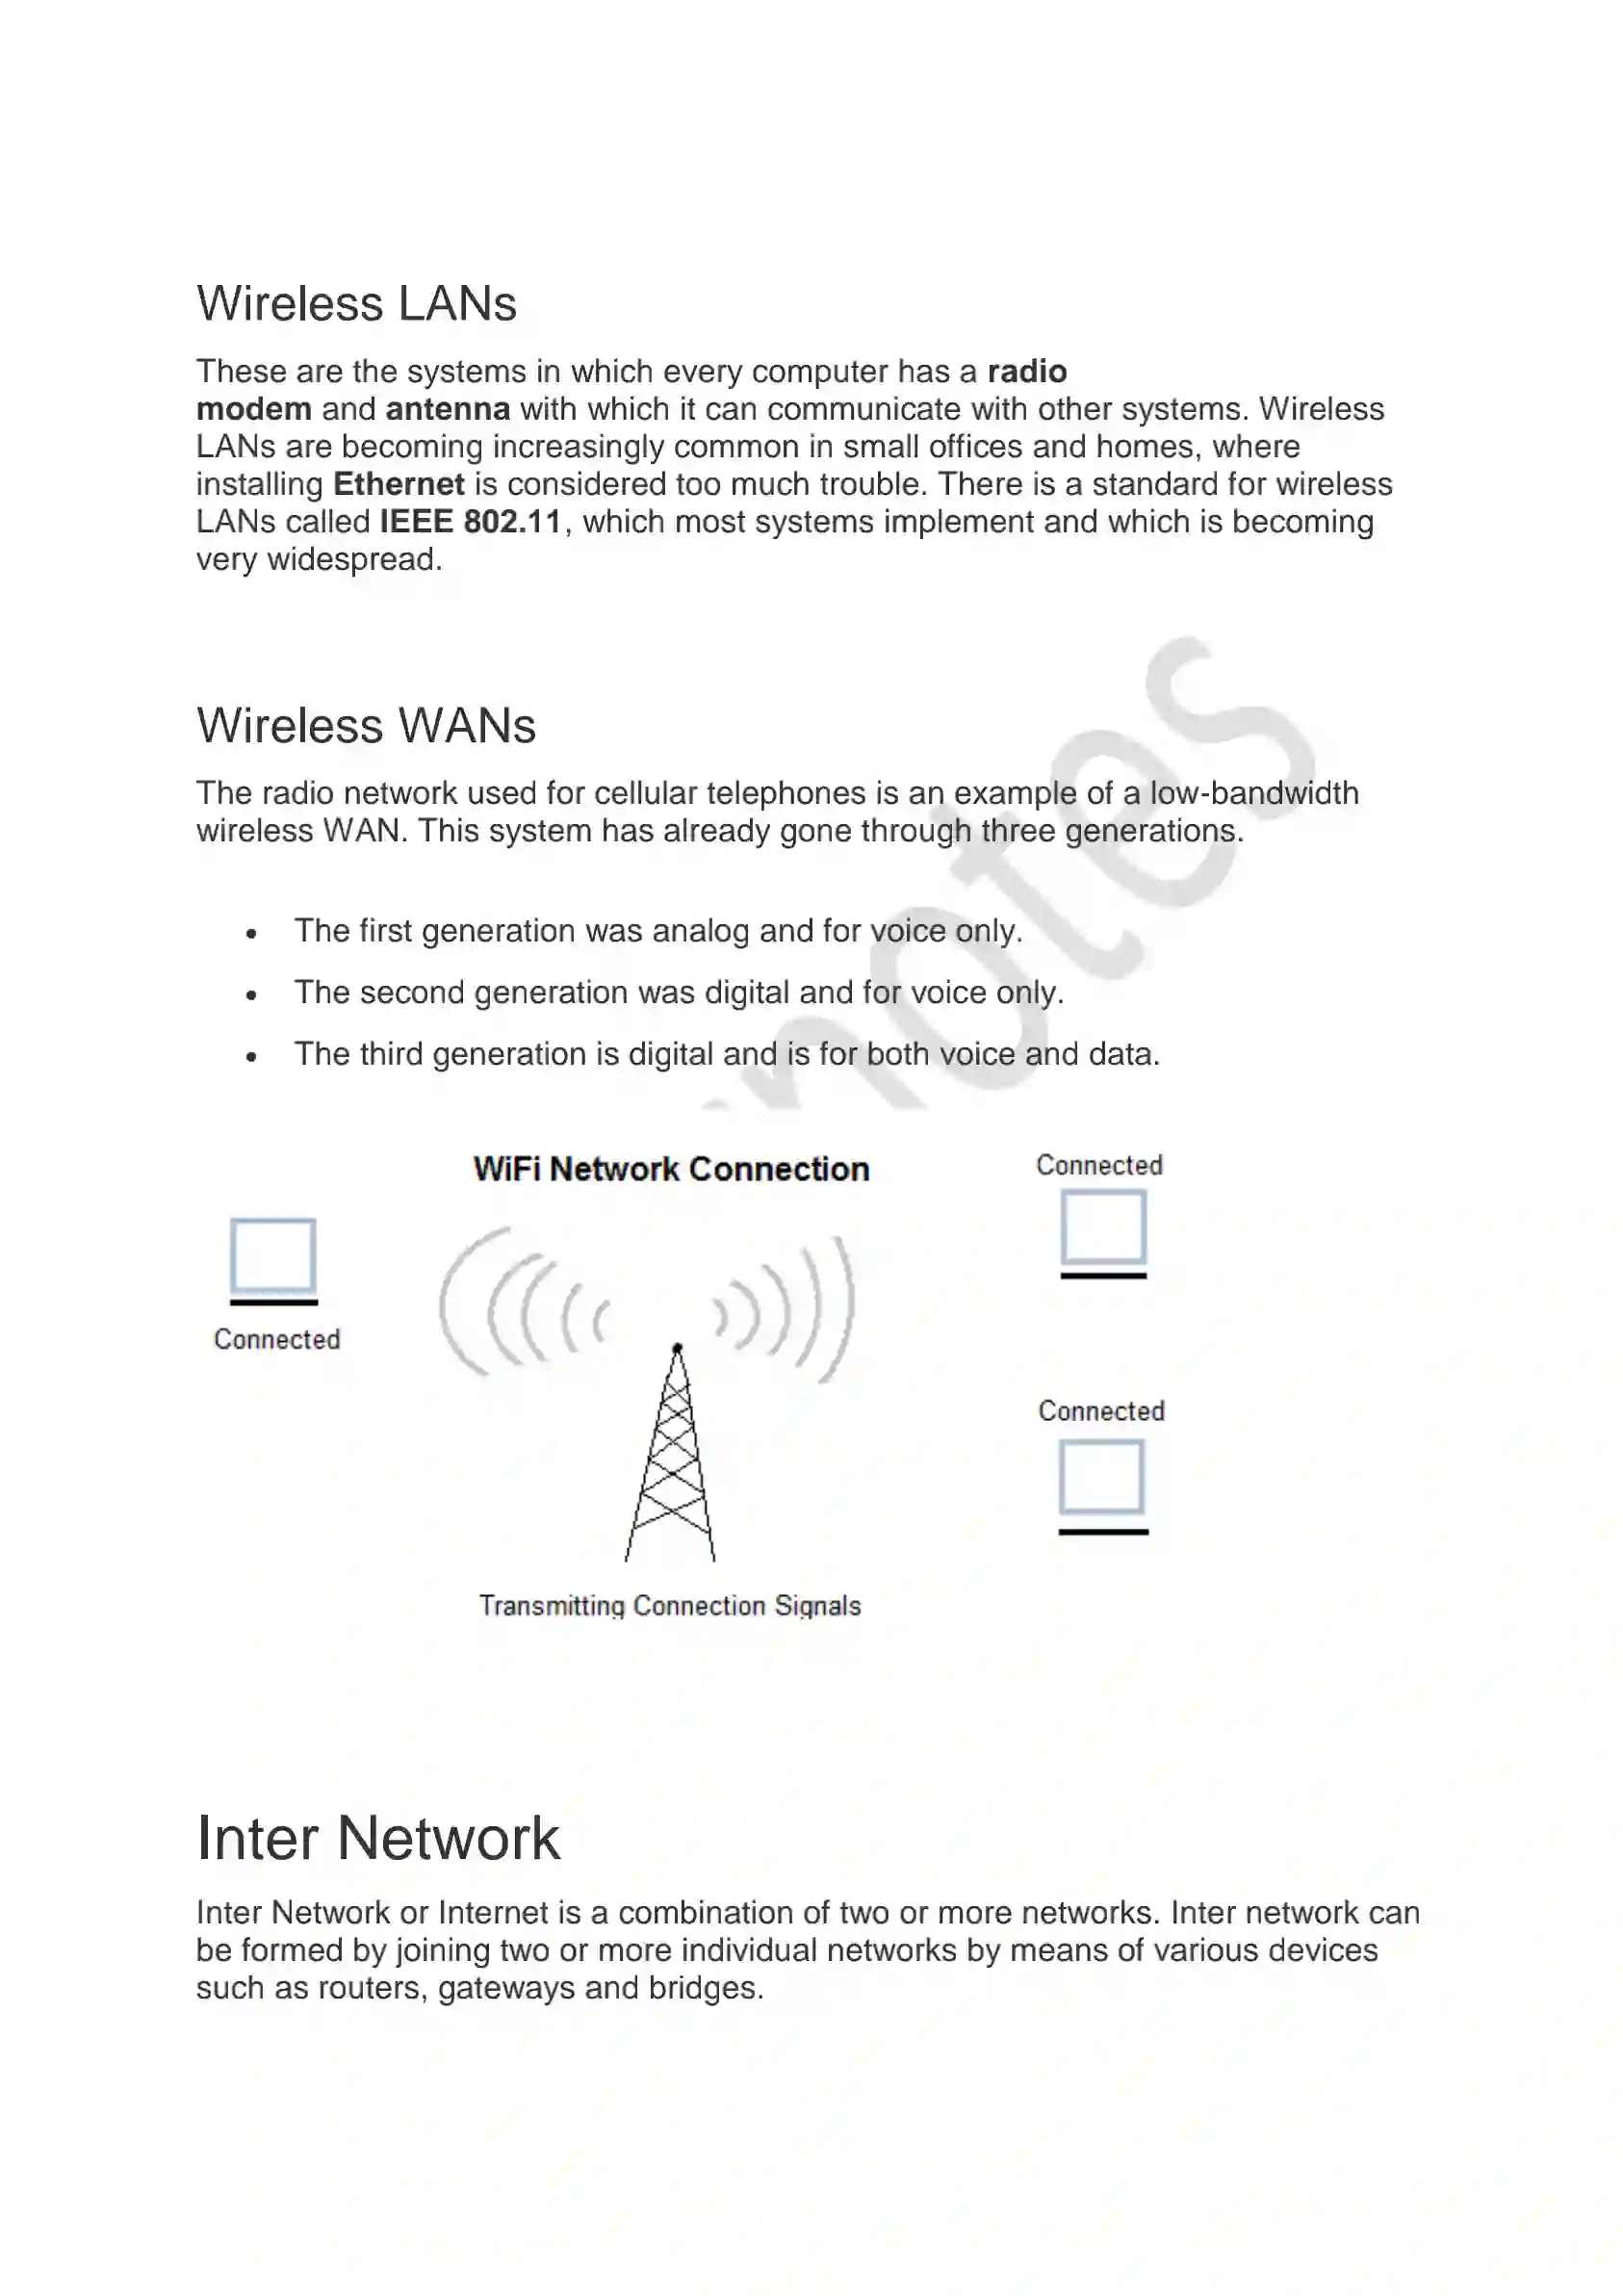 Wireless LANs
These are the systems in which every computer has a radio
modem and antenna with which it can communicate with other systems. Wireless
LANs are becoming increasingly common in small offices and homes, where
installing Ethernet is considered too much trouble. There is a standard for wireless
LANs called IEEE 802.11, which most systems implement and which is becoming
very widespread.
Wireless WANs
The radio network used for cellular telephones is an example of a low-bandwidth
wireless WAN. This system has already gone through three generations.
• The first generation was analog and for voice only.
• The second generation was digital and for voice only.
• The third generation is digital and is for both voice and data.
notes
WiFi Network Connection
Connected
Connected
Connected
Transmitting Connection Signals
Inter Network
Inter Network or Internet is a combination of two or more networks. Inter network can
be formed by joining two or more individual networks by means of various devices
such as routers, gateways and bridges.